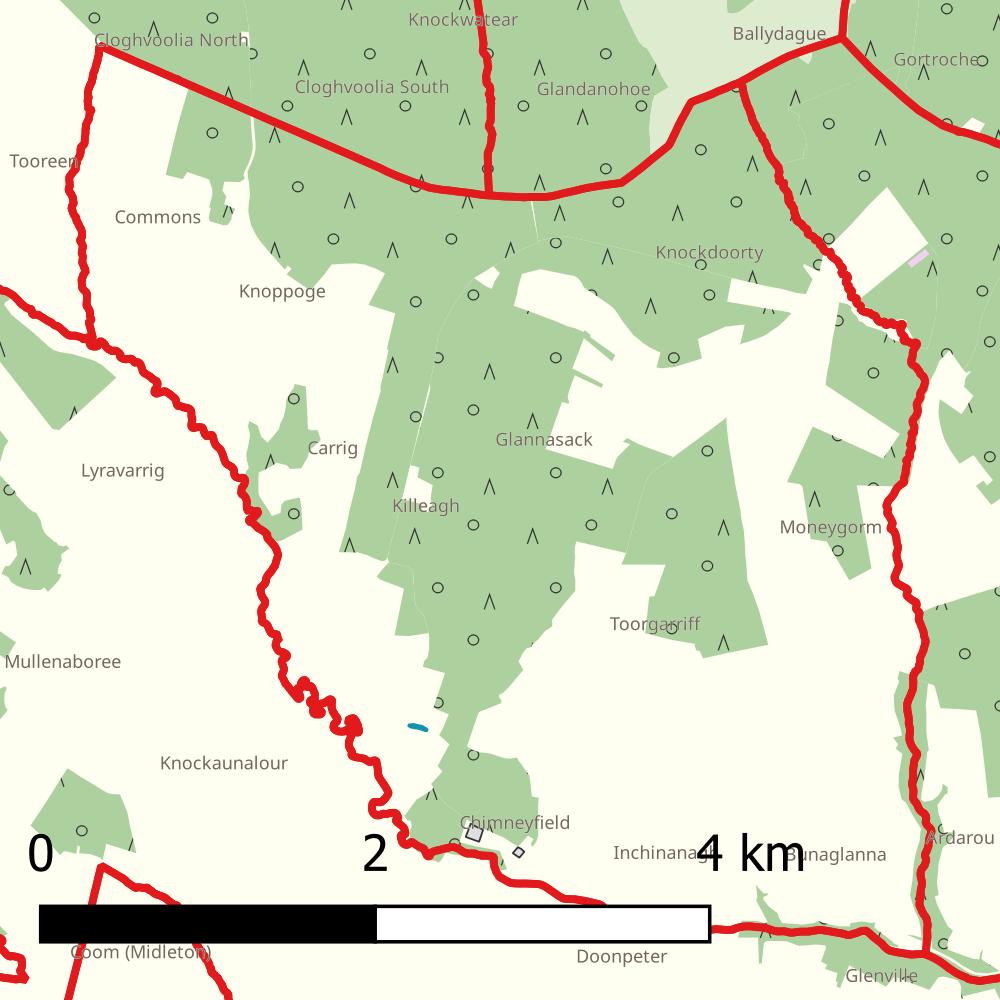 Knockwatear
Cloghvoolia North
Ballydague
Gortroche
Cloghvoolia South
Glandanohoe
Tooreen
Commons
Knockdoorty
Knoppoge
Glannasack
Carrig
Lyravarrig
Killeagh
Moneygorm
Toorgarriff
Mullenaboree
Knockaunalour
Chimneyfield
Ardarou
0 2 4 km
Inchinanagh
Bunaglanna
Coom (Midleton)
Doonpeter
Glenville